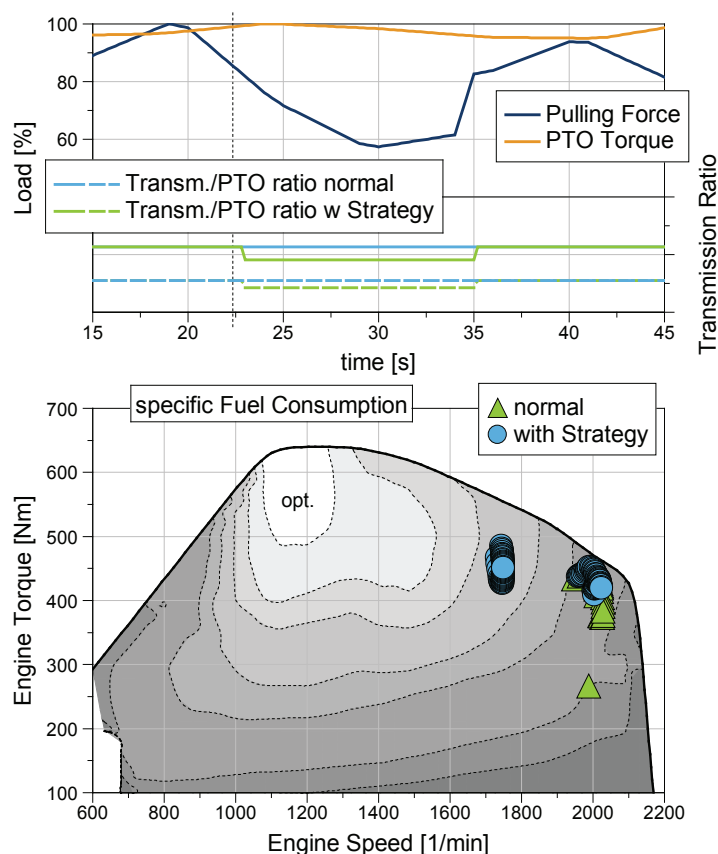 100
80
60
Load [%]
Pulling Force
PTO Torque
Transm./PTO ratio normal
Transm./PTO ratio w Strategy
Transmission Ratio
15 20 25 30 35 40 45
time [s]
700
600
500
400
300
200
100
Engine Torque [Nm]
specific Fuel Consumption
normal
with Strategy
opt.
600 800 1000 1200 1400 1600 1800 2000 2200
Engine Speed [1/min]